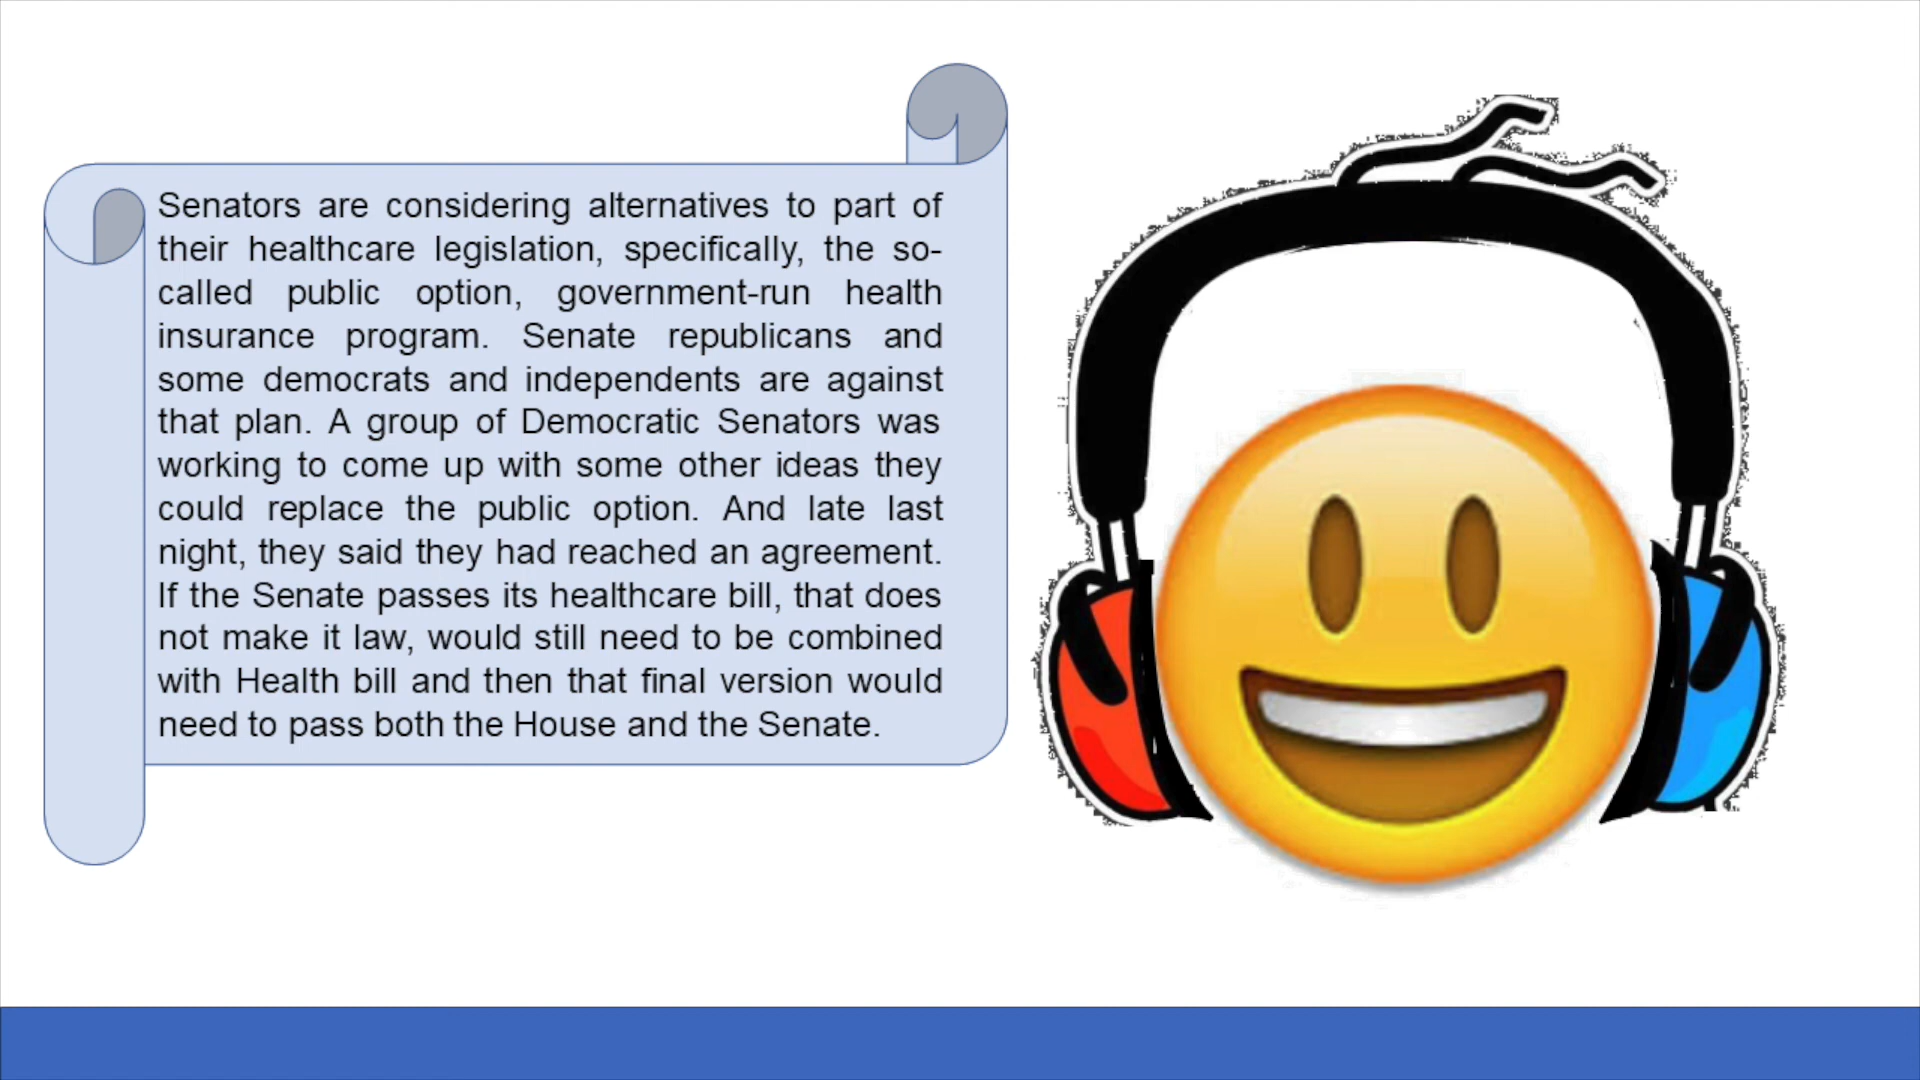 Senators are considering alternatives to part of
their healthcare legislation, specifically, the so-
called public option, government-run health
insurance program. Senate republicans and
some democrats and independents are against
that plan. A group of Democratic Senators was
working to come up with some other ideas they
could replace the public option. And late last
night, they said they had reached an agreement.
If the Senate passes its healthcare bill, that does
not make it law, would still need to be combined
with Health bill and then that final version would
need to pass both the House and the Senate.